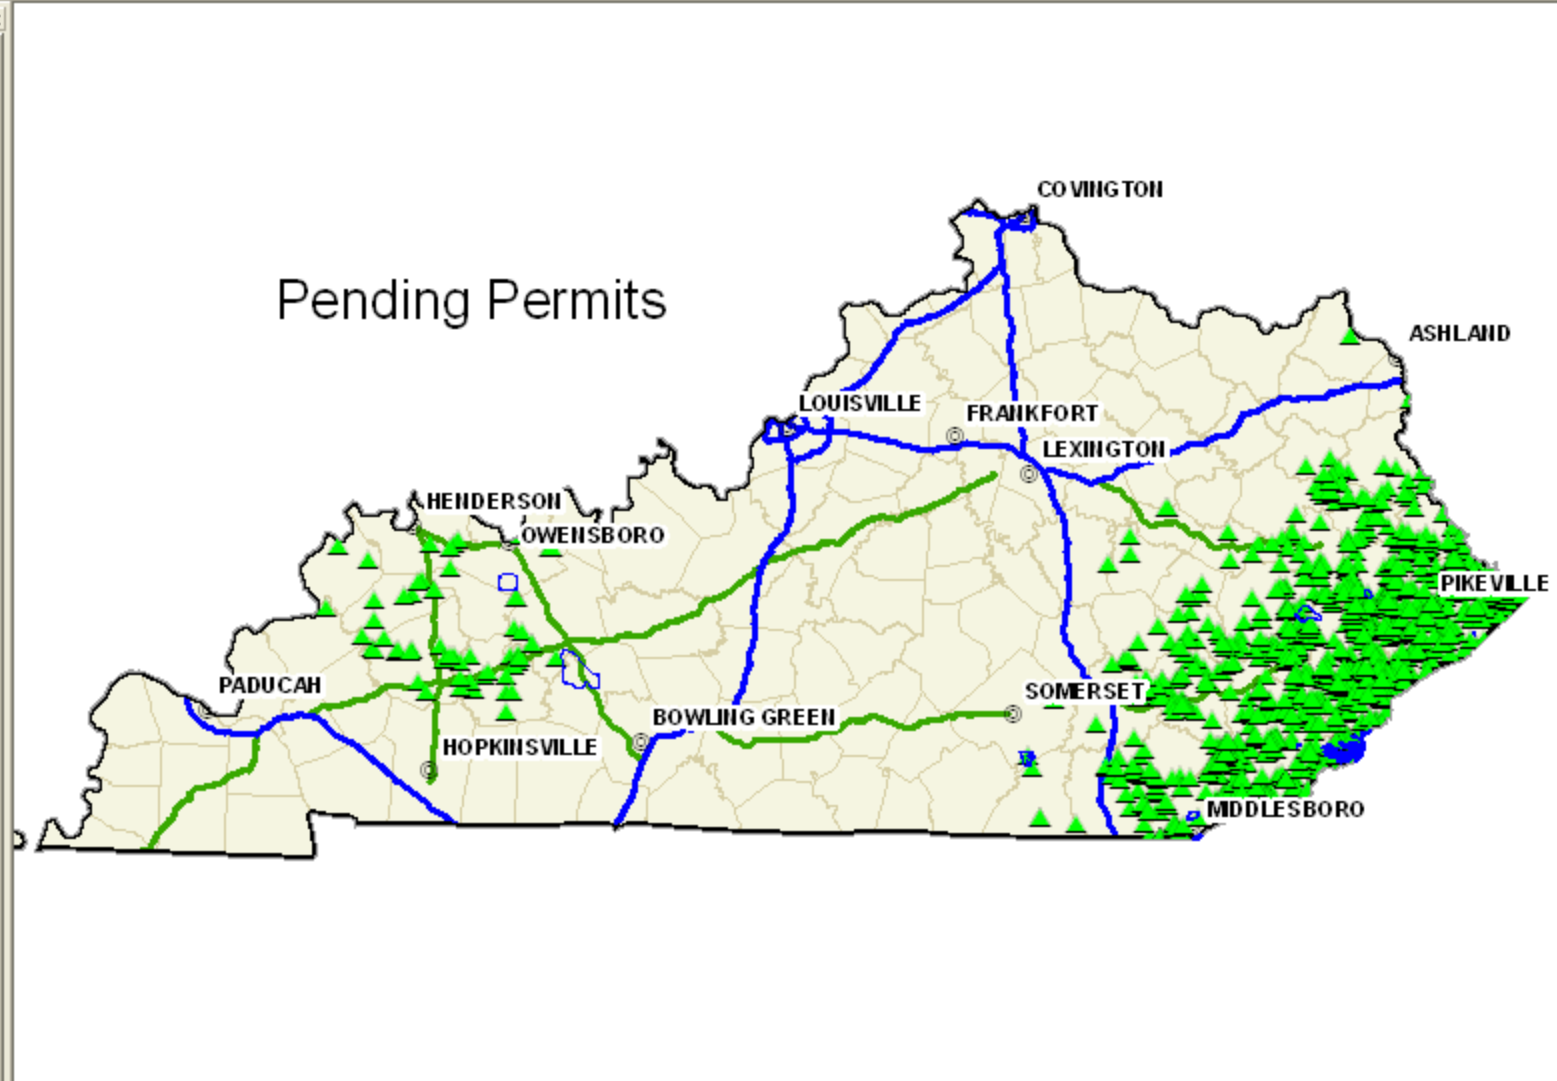 COVINGTON
Pending Permits
ASHLAND
LOUISVILLE
FRANKFORT
LEXINGTON
HENDERSON
OWENSBORO
PIKEVILLE
PADUCAH
SOMERSET
BOWLING GREEN
HOPKINSVILLE
MIDDLESBORO